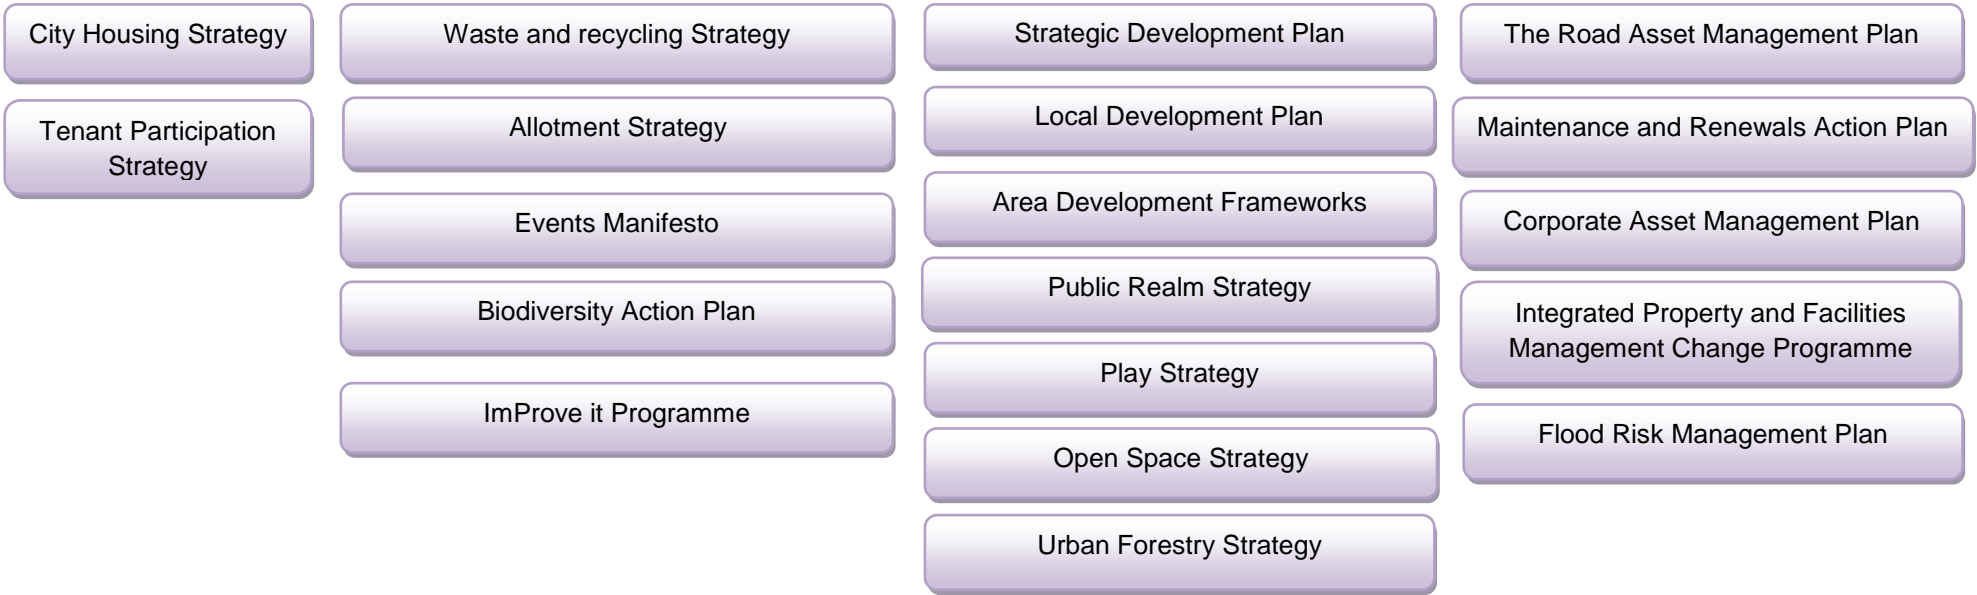 City Housing Strategy
Tenant Participation
Strategy
Waste and recycling Strategy
Allotment Strategy
Events Manifesto
Biodiversity Action Plan
ImProve it Programme
Strategic Development Plan
Local Development Plan
Area Development Frameworks
Public Realm Strategy
Play Strategy
Open Space Strategy
Urban Forestry Strategy
The Road Asset Management Plan
Maintenance and Renewals Action Plan
Corporate Asset Management Plan
Integrated Property and Facilities
Management Change Programme
Flood Risk Management Plan